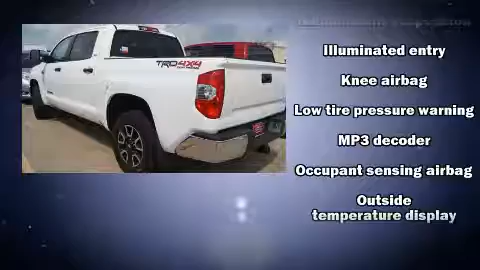 TRD 4X4
Illuminated entry
Knee airbag
Low tire pressure warning
MP3 decoder
Occupant sensing airbag
Outside
temperature display